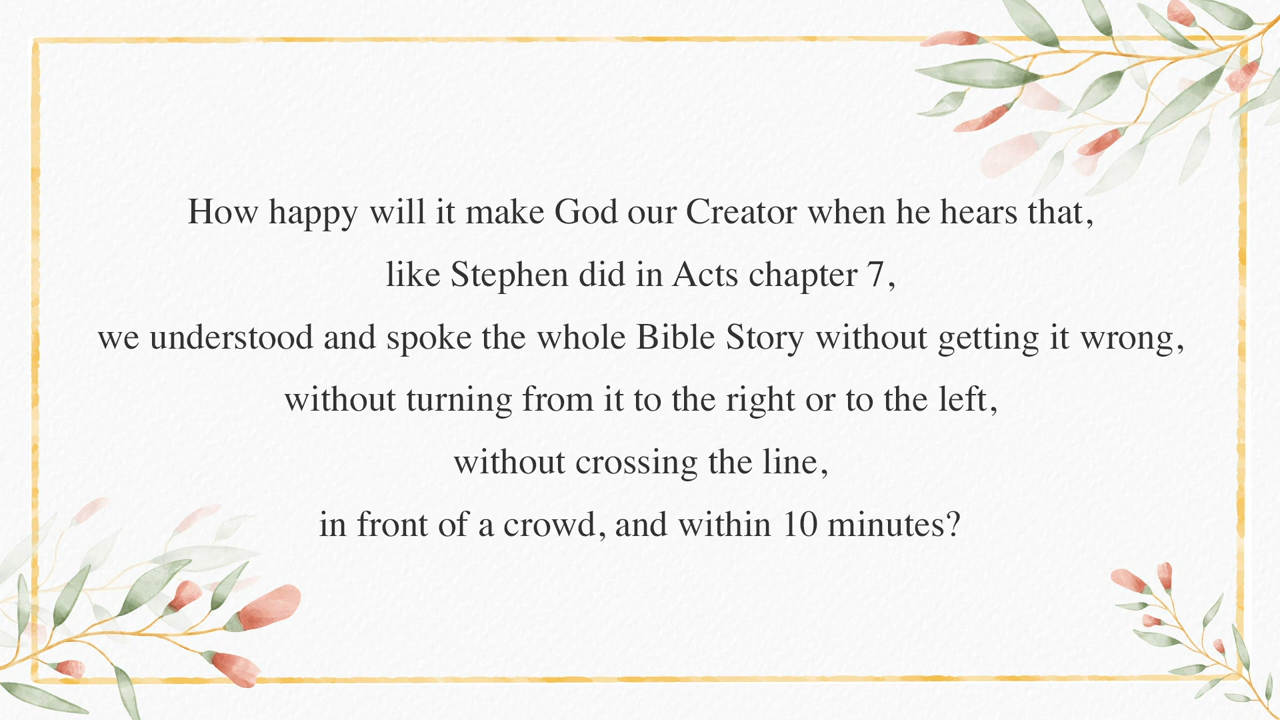 How happy will it make God our Creator when he hears that,
like Stephen did in Acts chapter 7,
we understood and spoke the whole Bible Story without getting it wrong,
without turning from it to the right or to the left,
without crossing the line,
in front of a crowd, and within 10 minutes?